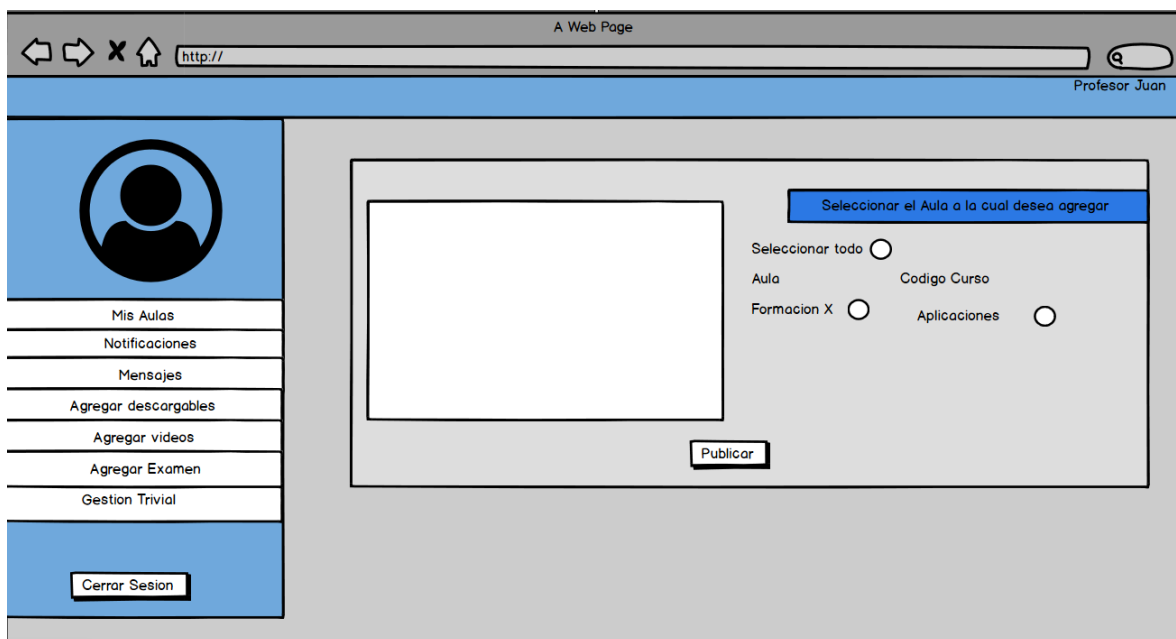 A Web Page
http://
Profesor Juan
Mis Aulas
Notificaciones
Mensajes
Agregar descargables
Agregar videos
Agregar Examen
Gestion Trivial
Cerrar Sesion
Seleccionar el Aula a la cual desea agregar
Seleccionar todo
Aula Codigo Curso
Formacion X Aplicaciones
Publicar